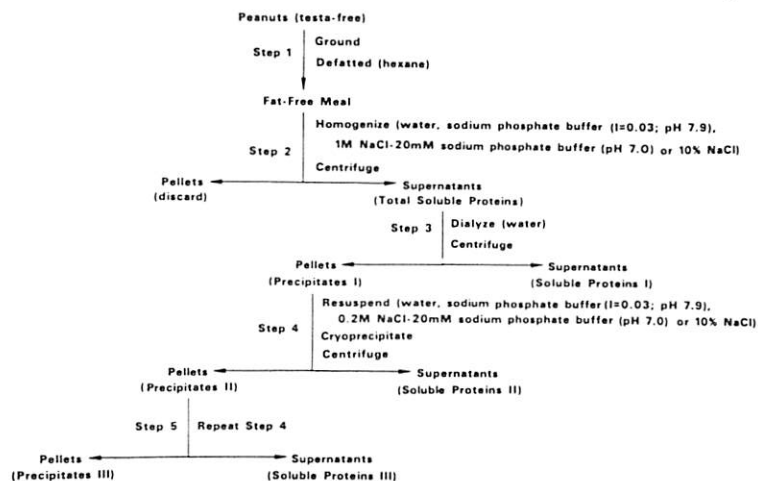 Peanuts (testa-free)
Step 1
Ground
Defatted (hexane)
Fat-Free Meal
Step 2
Homogenize (water, sodium phosphate buffer (I=0.03; pH 7.9),
1M NaCl-20mM sodium phosphate buffer (pH 7.0) or 10% NaCl)
Centrifuge
Pellets
(discard)
Supernatants
(Total Soluble Proteins)
Step 3
Dialyze (water)
Centrifuge
Pellets
(Precipitates I)
Supernatants
(Soluble Proteins I)
Step 4
Resuspend (water, sodium phosphate buffer (I=0.03; pH 7.9),
0.2M NaCl-20mM sodium phosphate buffer (pH 7.0) or 10% NaCl)
Cryoprecipitate
Centrifuge
Pellets
(Precipitates II)
Supernatants
(Soluble Proteins II)
Step 5
Repeat Step 4
Pellets
(Precipitates III)
Supernatants
(Soluble Proteins III)